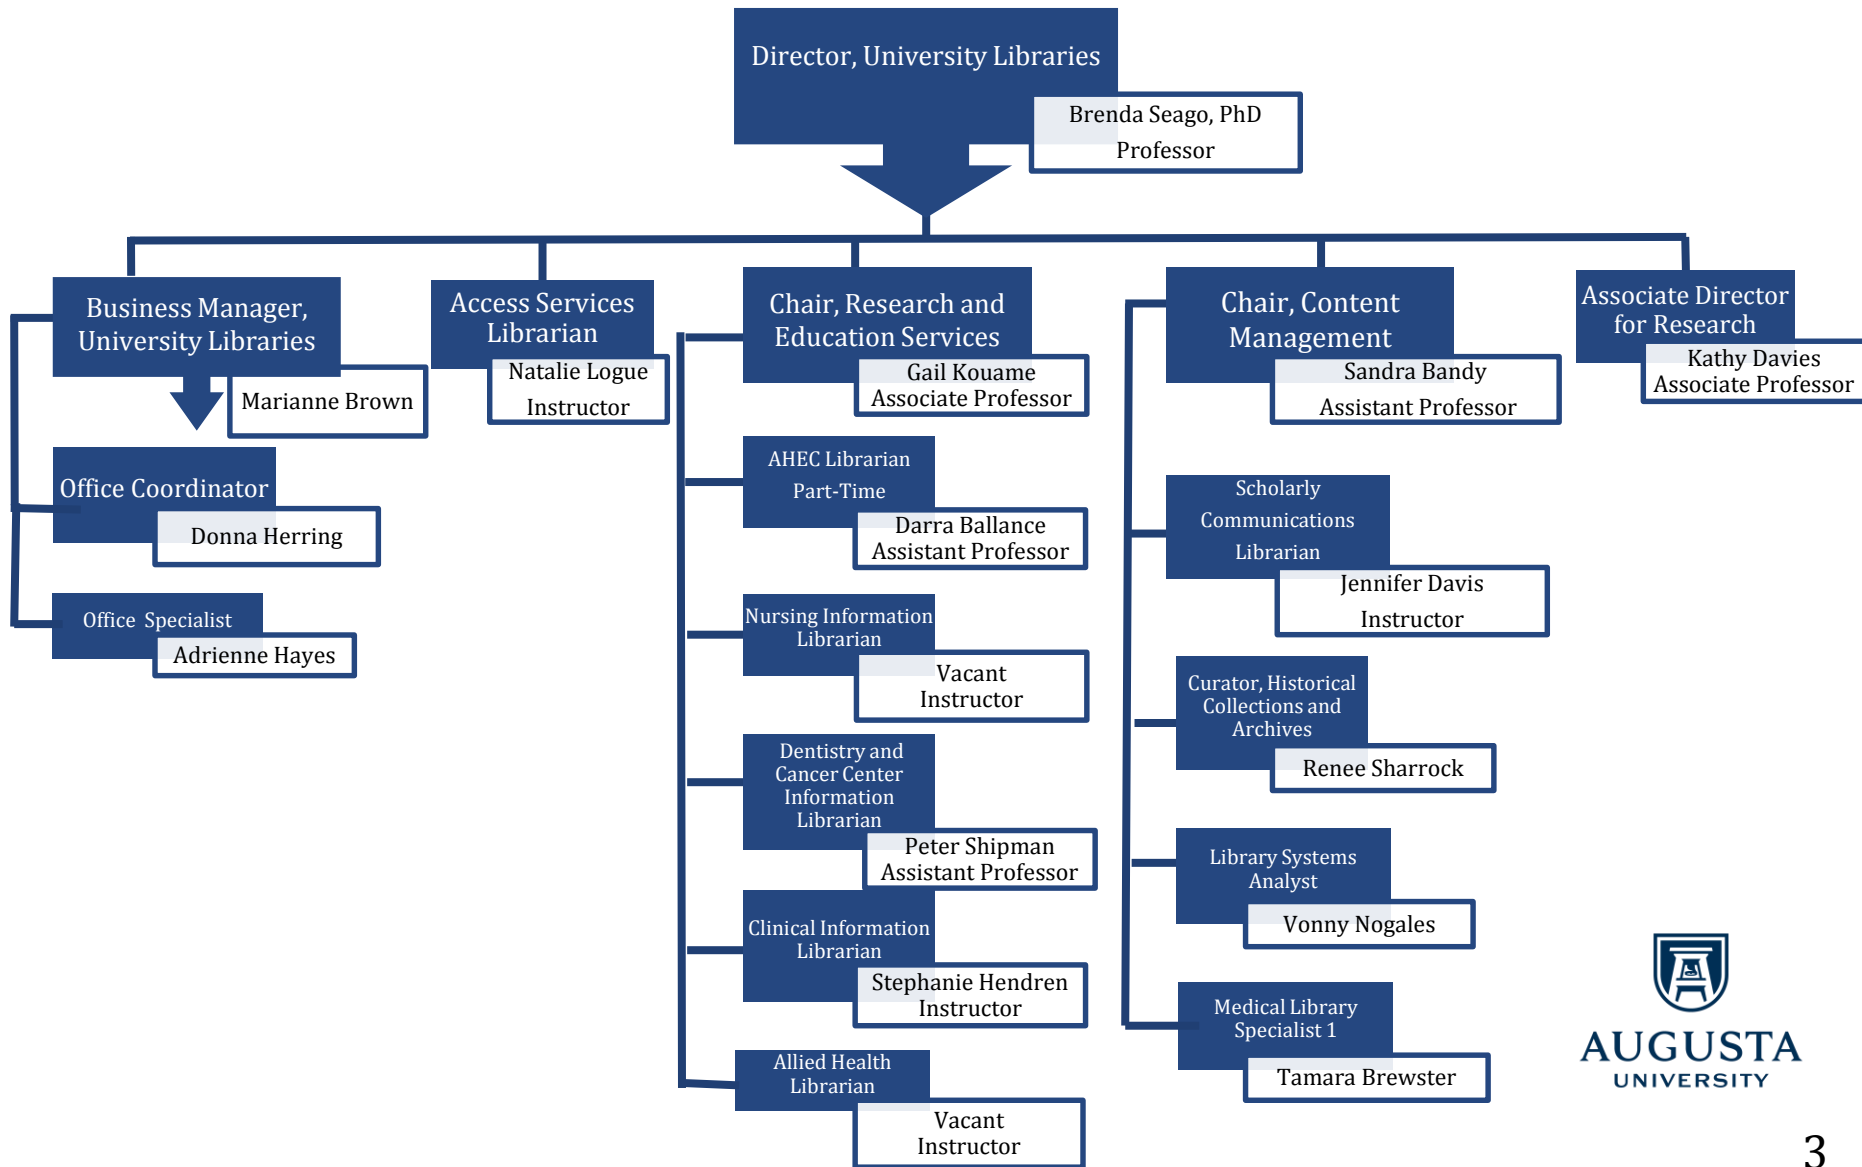 Director, University Libraries
Brenda Seago, PhD
Professor
Business Manager,
University Libraries
Marianne Brown
Office Coordinator
Donna Herring
Office Specialist
Adrienne Hayes
Access Services
Librarian
Natalie Logue
Instructor
Chair, Research and
Education Services
Gail Kouame
Associate Professor
AHEC Librarian
Part-Time
Darra Ballance
Assistant Professor
Nursing Information
Librarian
Vacant
Instructor
Dentistry and
Cancer Center
Information
Librarian
Peter Shipman
Assistant Professor
Clinical Information
Librarian
Stephanie Hendren
Instructor
Allied Health
Librarian
Vacant
Instructor
Chair, Content
Management
Sandra Bandy
Assistant Professor
Scholarly
Communications
Librarian
Jennifer Davis
Instructor
Curator, Historical
Collections and
Archives
Renee Sharrock
Library Systems
Analyst
Vonny Nogales
Medical Library
Specialist 1
Tamara Brewster
Associate Director
for Research
Kathy Davies
Associate Professor
AUGUSTA
UNIVERSITY
3